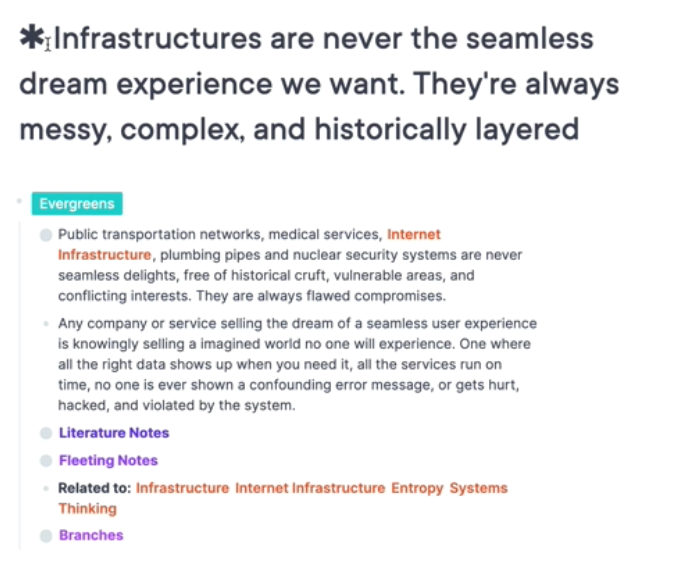 ✱Infrastructures are never the seamless
dream experience we want. They're always
messy, complex, and historically layered
Evergreens
Public transportation networks, medical services, Internet
Infrastructure, plumbing pipes and nuclear security systems are never
seamless delights, free of historical cruft, vulnerable areas, and
conflicting interests. They are always flawed compromises.
Any company or service selling the dream of a seamless user experience
is knowingly selling a imagined world no one will experience. One where
all the right data shows up when you need it, all the services run on
time, no one is ever shown a confounding error message, or gets hurt,
hacked, and violated by the system.
Literature Notes
Fleeting Notes
Related to: Infrastructure Internet Infrastructure Entropy Systems
Thinking
Branches